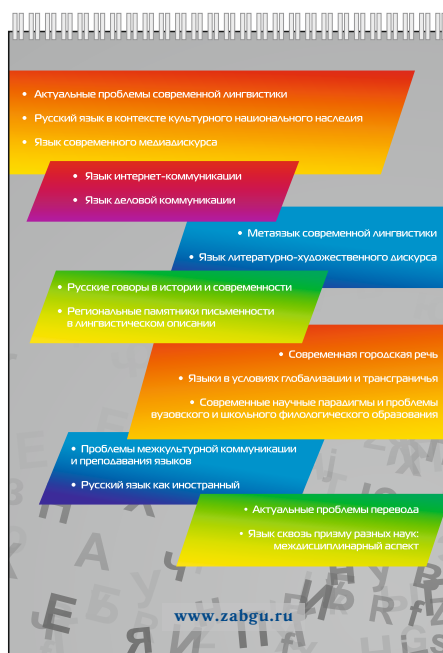 • Актуальные проблемы современной лингвистики
• Русский язык в контексте культурного национального наследия
• Язык современного медиадискурса
• Язык интернет-коммуникации
• Язык деловой коммуникации
• Метаязык современной лингвистики
• Язык литературно-художественного дискурса
• Русские говоры в истории и современности
• Региональные памятники письменности
в лингвистическом описании
• Современная городская речь
• Языки в условиях глобализации и трансграничья
• Современные научные парадигмы и проблемы
вузовского и школьного филологического образования
• Проблемы межкультурной коммуникации
и преподавания языков
• Русский язык как иностранный
• Актуальные проблемы перевода
• Язык сквозь призму разных наук:
междисциплинарный аспект
www.zabgu.ru